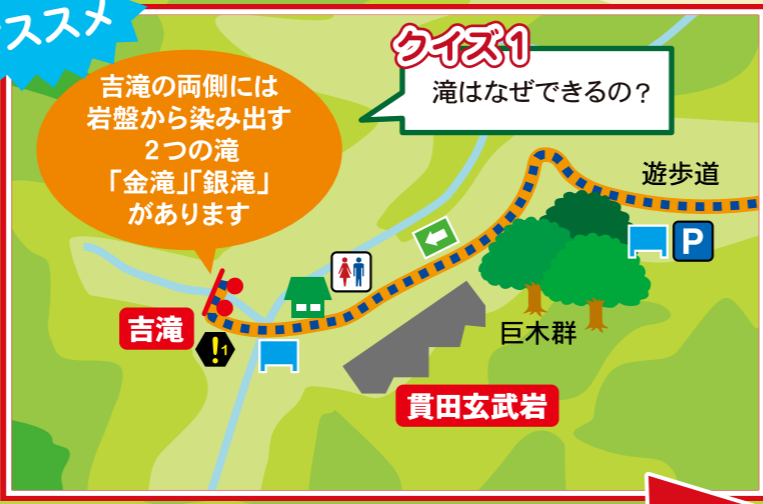 ススメ
クイズ1
滝はなぜできるの?
吉滝の両側には
岩盤から染み出す
2つの滝
「金滝」「銀滝」
があります
遊歩道
P
巨木群
吉滝
!1
貫田玄武岩